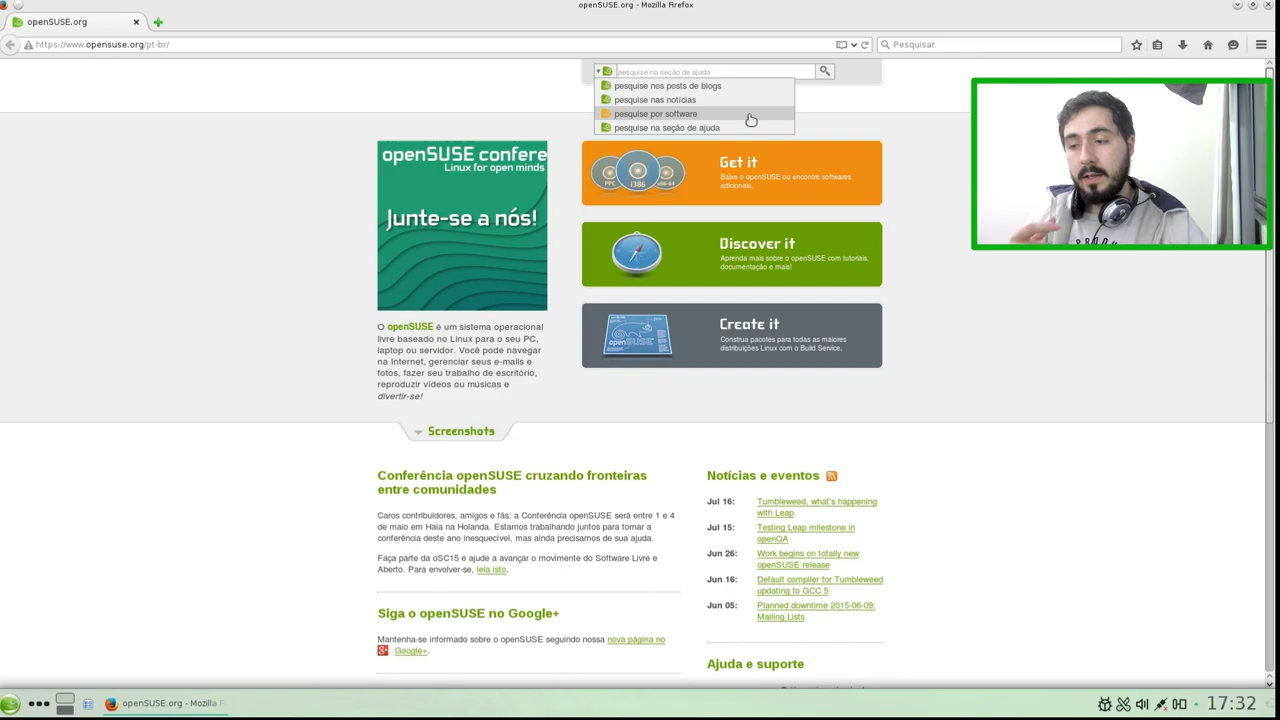 openSUSE.org - Mozilla Firefox
openSUSE.org
https://www.opensuse.org/pt-br/
Pesquisar
pesquise na seção de ajuda
pesquise nos posts de blogs
pesquise nas notícias
pesquise por software
pesquise na seção de ajuda
openSUSE confere
Linux for open minds
Junte-se a nós!
Get it
Baixe o openSUSE ou encontre softwares
adicionais.
PPC
i386
Discover it
Aprenda mais sobre o openSUSE com tutoriais,
documentação e mais!
Create it
Construa pacotes para todas as maiores
distribuições Linux com o Build Service.
openSUSE
O openSUSE é um sistema operacional
livre baseado no Linux para o seu PC,
laptop ou servidor. Você pode navegar
na Internet, gerenciar seus e-mails e
fotos, fazer seu trabalho de escritório,
reproduzir vídeos ou músicas e
divertir-se!
Screenshots
Conferência openSUSE cruzando fronteiras
entre comunidades
Caros contribuidores, amigos e fãs: a Conferência openSUSE será entre 1 e 4
de maio em Haia na Holanda. Estamos trabalhando juntos para tornar a
conferência deste ano inesquecível, mas ainda precisamos de sua ajuda.
Faça parte da oSC15 e ajude a avançar o movimento do Software Livre e
Aberto. Para envolver-se, leia isto.
Siga o openSUSE no Google+
Mantenha-se informado sobre o openSUSE seguindo nossa nova página no
Google+.
Notícias e eventos
Jul 16: Tumbleweed, what's happening
with Leap
Jul 15: Testing Leap milestone in
openQA
Jun 26: Work begins on totally new
openSUSE release
Jun 16: Default compiler for Tumbleweed
updating to GCC 5
Jun 05: Planned downtime 2015-06-09:
Mailing Lists
Ajuda e suporte
openSUSE.org - Mozilla Fi
17:32